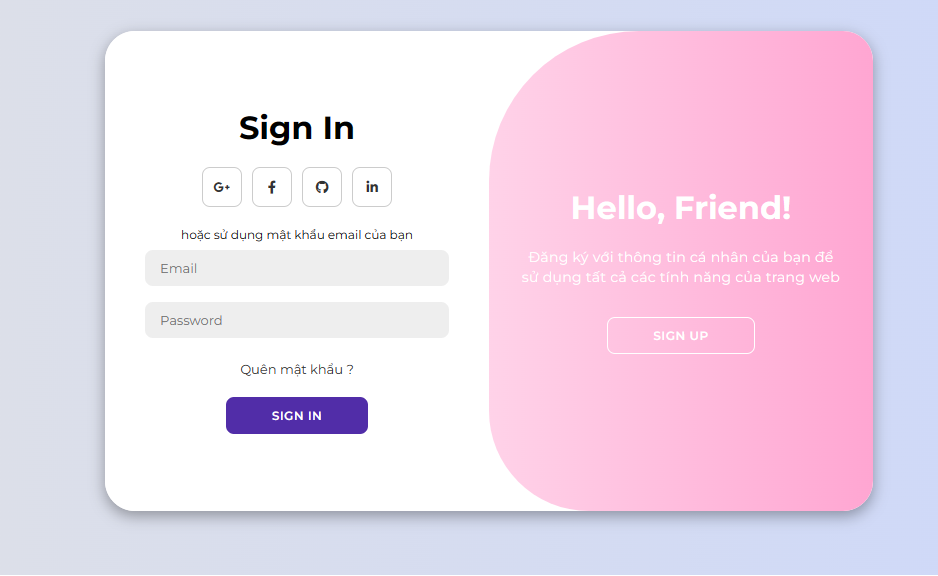 Sign In
G+
f
in
hoặc sử dụng mật khẩu email của bạn
Email
Password
Quên mật khẩu ?
SIGN IN
Hello, Friend!
Đăng ký với thông tin cá nhân của bạn để
sử dụng tất cả các tính năng của trang web
SIGN UP